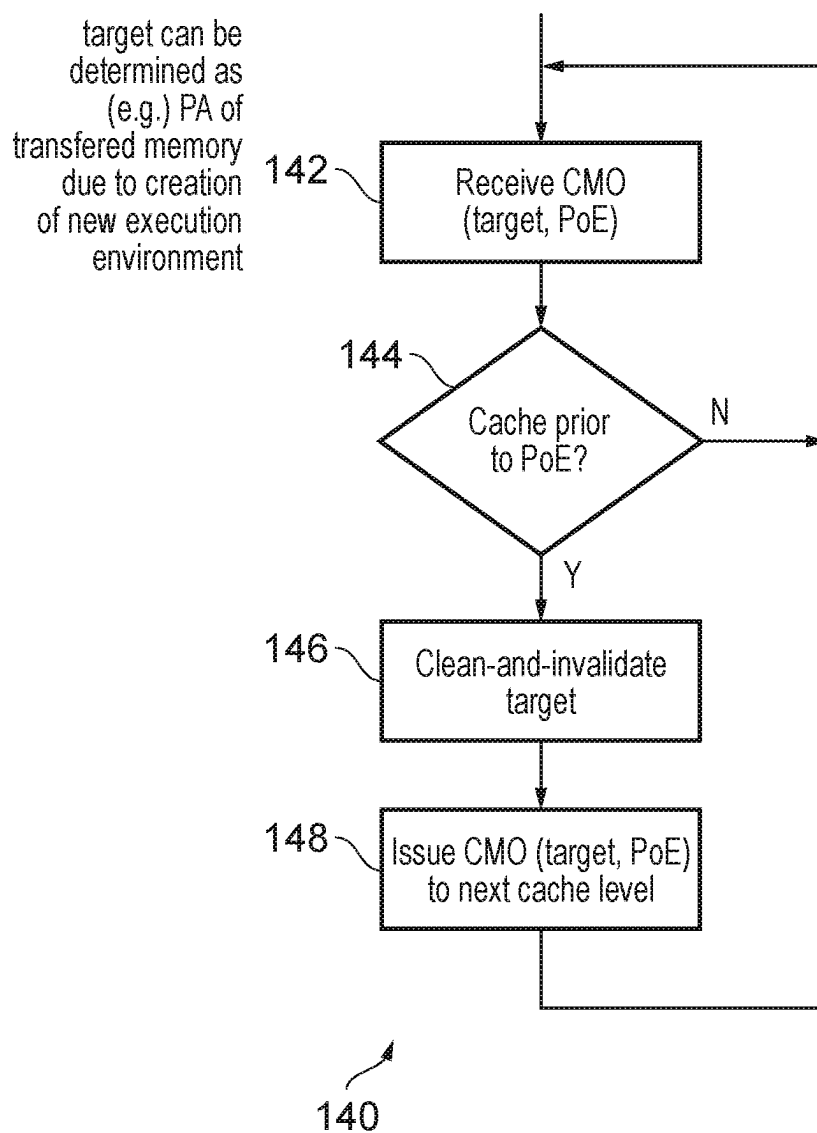 target can be
determined as
(e.g.) PA of
transfered memory
due to creation
of new execution
environment
142
Receive CMO
(target, PoE)
144
Cache prior
to PoE?
N
Y
146
Clean-and-invalidate
target
148
Issue CMO (target, PoE)
to next cache level
140